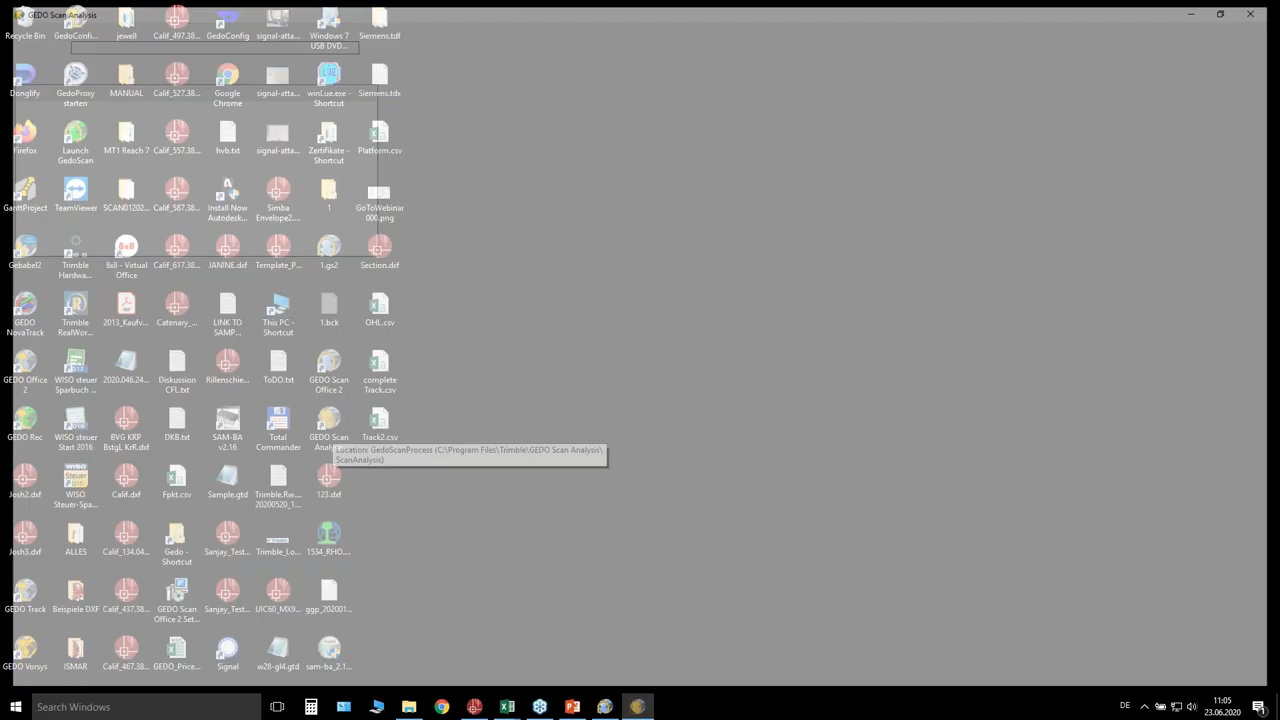 GEDO Scan Analysis
Recycle Bin
GedoConfi...
jewell
Calif_497.38...
GedoConfig
signal-atta...
Windows 7
USB DVD...
Siemens.tdf
Donglify
GedoProxy
starten
MANUAL
Calif_527.38...
Google
Chrome
signal-atta...
winLue.exe -
Shortcut
Siemens.tdx
Firefox
Launch
GedoScan
MT1 Reach 7
Calif_557.38...
hvb.txt
signal-atta...
Zertifikate -
Shortcut
Platform.csv
GanttProject
TeamViewer
SCAN01202...
Calif_587.38...
Install Now
Autodesk...
Simba
Envelope2....
1
GoToWebinar
000.png
Gebabel2
Trimble
Hardwa...
8x8 - Virtual
Office
Calif_617.38...
JANINE.dxf
Template_P...
1.gs2
Section.dxf
GEDO
NovaTrack
Trimble
RealWor...
2013_Kaufv...
Catenary_...
LINK TO
SAMP...
This PC -
Shortcut
1.bck
OHL.csv
GEDO Office
2
WISO steuer
Sparbuch ...
2020.046.24...
Diskussion
CFL.txt
Rillenschie...
ToDO.txt
GEDO Scan
Office 2
complete
Track.csv
GEDO Rec
WISO steuer
Start 2016
BVG KRP
BstgL KrR.dxf
DKB.txt
SAM-BA
v2.16
Total
Commander
GEDO Scan
Analy
Track2.csv
Location: GedoScanProcess (C:\Program Files\Trimble\GEDO Scan Analysis\
ScanAnalysis)
Josh2.dxf
WISO
Steuer-Spa...
Calif.dxf
Fpkt.csv
Sample.gtd
Trimble.Rw...
20200520_1...
123.dxf
Josh3.dxf
ALLES
Calif_134.04...
Gedo -
Shortcut
Sanjay_Test...
Trimble_Lo...
1534_RHO....
GEDO Track
Beispiele DXF
Calif_437.38...
GEDO Scan
Office 2 Set...
Sanjay_Test...
UIC60_MX9...
ggp_202001...
GEDO Vorsys
ISMAR
Calif_467.38...
GEDO_Price...
Signal
w28-gl4.gtd
sam-ba_2.1...
Search Windows
DE
11:05
23.06.2020
1